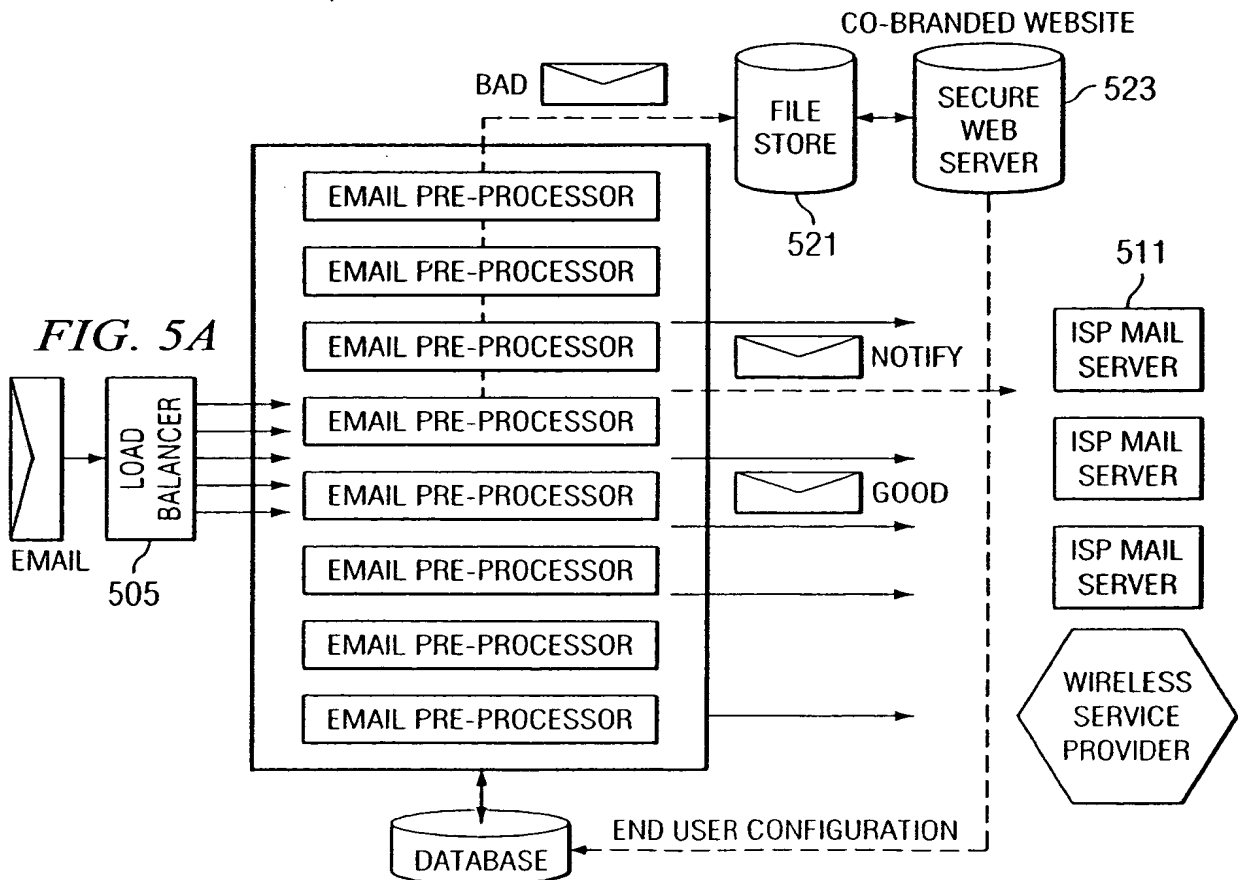 CO-BRANDED WEBSITE
BAD
FILE
STORE
SECURE
WEB
SERVER
523
521
EMAIL PRE-PROCESSOR
EMAIL PRE-PROCESSOR
EMAIL PRE-PROCESSOR
EMAIL PRE-PROCESSOR
EMAIL PRE-PROCESSOR
EMAIL PRE-PROCESSOR
EMAIL PRE-PROCESSOR
EMAIL PRE-PROCESSOR
FIG. 5A
EMAIL
LOAD
BALANCER
505
NOTIFY
GOOD
511
ISP MAIL
SERVER
ISP MAIL
SERVER
ISP MAIL
SERVER
WIRELESS
SERVICE
PROVIDER
END USER CONFIGURATION
DATABASE